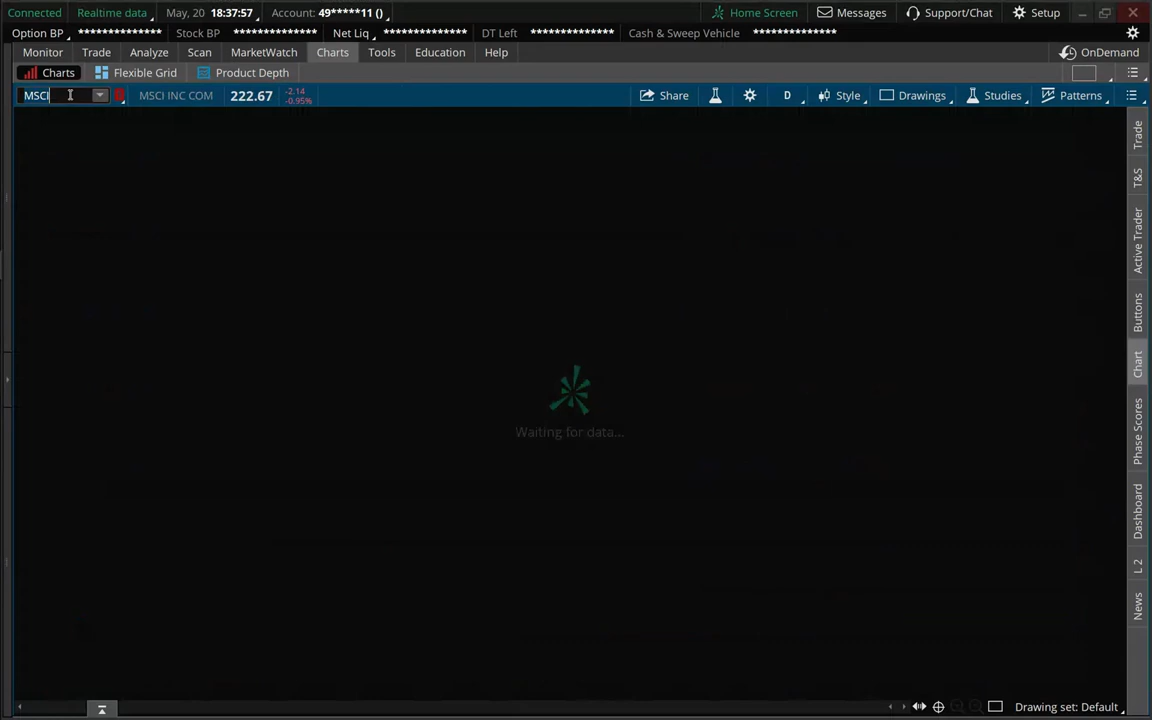 Connected Realtime data May, 20 18:37:57 Account: 49*****11 () Home Screen Messages Support/Chat Setup
Option BP ************** Stock BP ************** Net Liq ************** DT Left ************** Cash & Sweep Vehicle **************
Monitor Trade Analyze Scan MarketWatch Charts Tools Education Help OnDemand
Charts Flexible Grid Product Depth
MSCI MSCI INC COM 222.67 -2.14 Share D Style Drawings Studies Patterns
-0.95%
Trade
T&S
Active Trader
Buttons
Chart
Phase Scores
Dashboard
L 2
News
Waiting for data...
Drawing set: Default